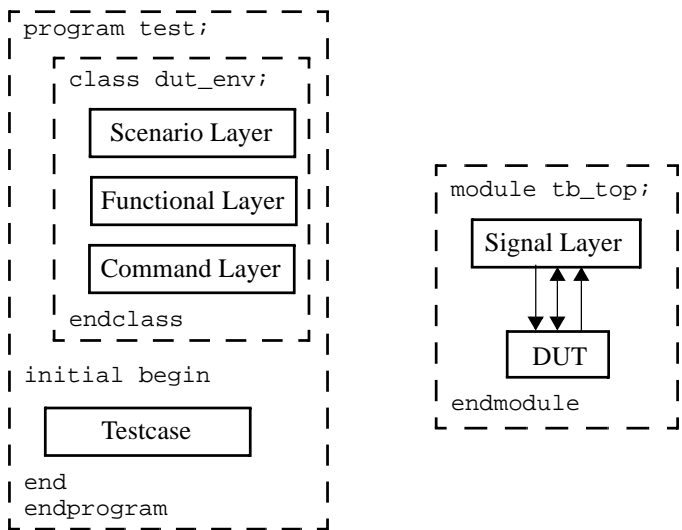 program test;
class dut_env;
Scenario Layer
Functional Layer
Command Layer
endclass
initial begin
Testcase
end
endprogram
module tb_top;
Signal Layer
DUT
endmodule